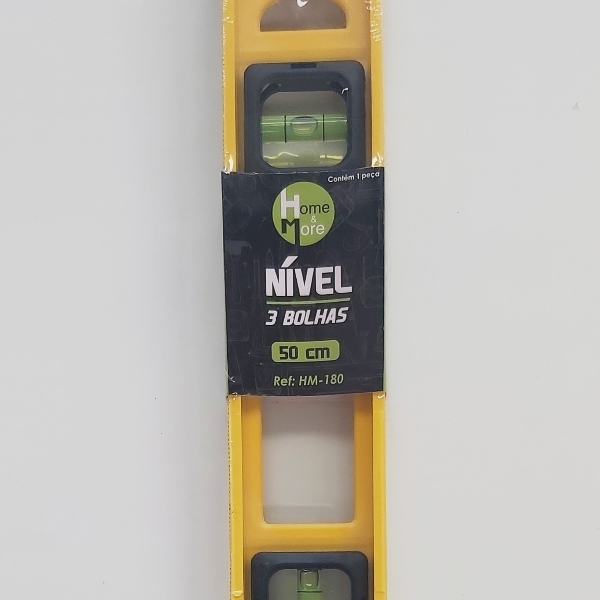 Contém 1 peça
Home
&
More
NÍVEL
3 BOLHAS
50 cm
Ref: HM-180